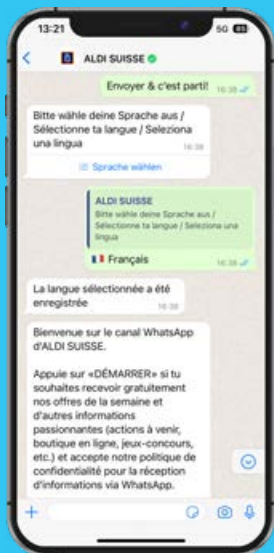 13:21
5G
ALDI SUISSE
Envoyer & c'est parti!
16:38
Bitte wähle deine Sprache aus /
Sélectionne ta langue / Seleziona
una lingua
16:38
Sprache wählen
ALDI SUISSE
Bitte wähle deine Sprache aus /
Sélectionne ta langue / Seleziona una
lingua
Français
16:38
La langue sélectionnée a été
enregistrée
16:38
Bienvenue sur le canal WhatsApp
d'ALDI SUISSE.
Appuie sur «DÉMARRER» si tu
souhaites recevoir gratuitement
nos offres de la semaine et
d'autres informations
passionnantes (actions à venir,
boutique en ligne, jeux-concours,
etc.) et accepte notre politique de
confidentialité pour la réception
d'informations via WhatsApp.